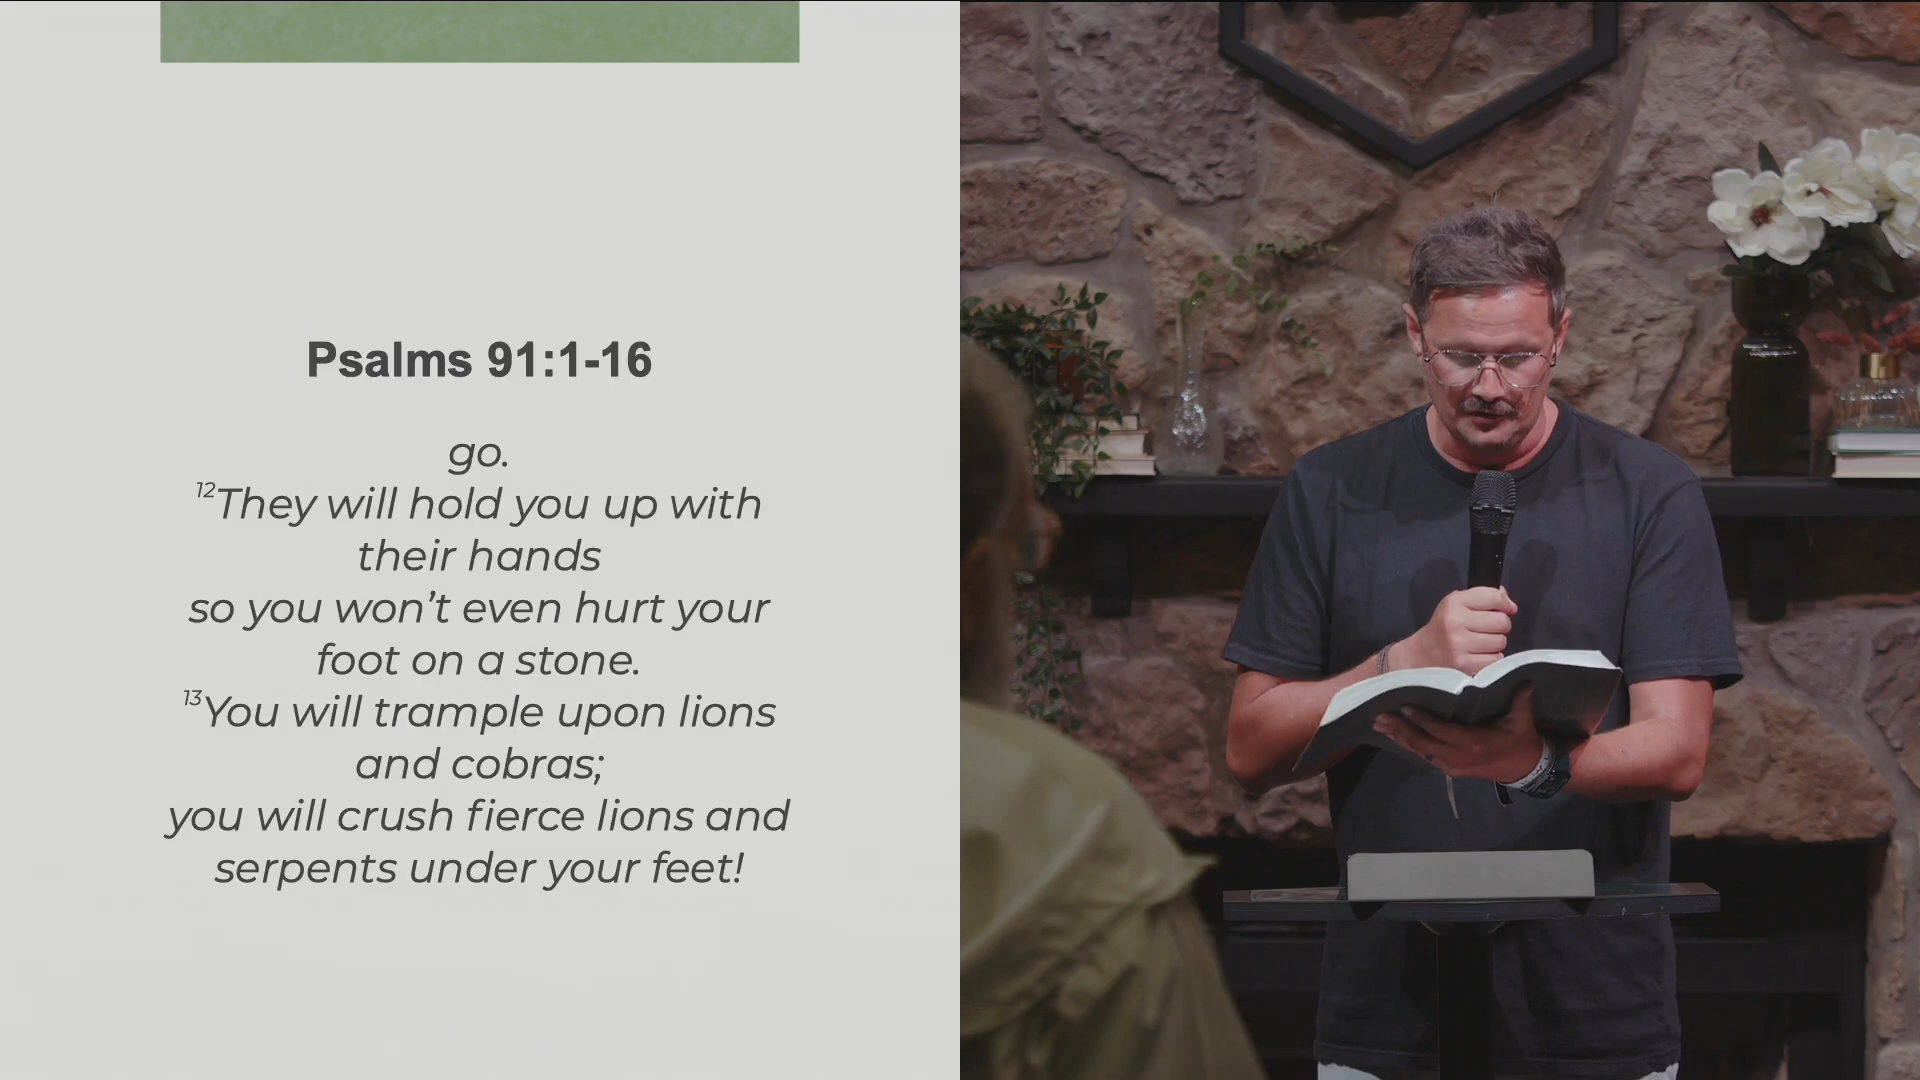 Psalms 91:1-16
go.
12They will hold you up with
their hands
so you won’t even hurt your
foot on a stone.
13You will trample upon lions
and cobras;
you will crush fierce lions and
serpents under your feet!